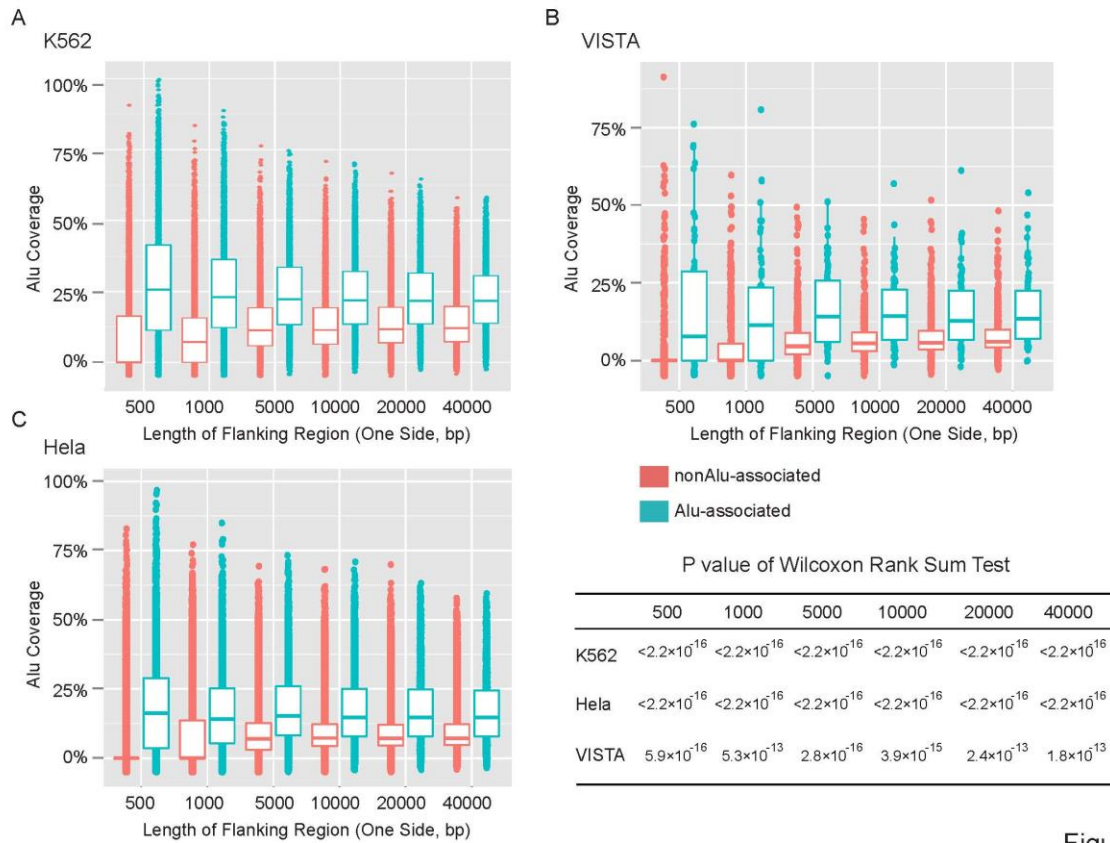 A
K562
100%
75%
50%
25%
0%
Alu Coverage
500 1000 5000 10000 20000 40000
Length of Flanking Region (One Side, bp)
B
VISTA
75%
50%
25%
0%
Alu Coverage
500 1000 5000 10000 20000 40000
Length of Flanking Region (One Side, bp)
C
Hela
100%
75%
50%
25%
0%
Alu Coverage
500 1000 5000 10000 20000 40000
Length of Flanking Region (One Side, bp)
nonAlu-associated
Alu-associated
P value of Wilcoxon Rank Sum Test
500 1000 5000 10000 20000 40000
K562 <2.2×10⁻¹⁶ <2.2×10⁻¹⁶ <2.2×10⁻¹⁶ <2.2×10⁻¹⁶ <2.2×10⁻¹⁶ <2.2×10⁻¹⁶
Hela <2.2×10⁻¹⁶ <2.2×10⁻¹⁶ <2.2×10⁻¹⁶ <2.2×10⁻¹⁶ <2.2×10⁻¹⁶ <2.2×10⁻¹⁶
VISTA 5.9×10⁻¹⁶ 5.3×10⁻¹³ 2.8×10⁻¹⁶ 3.9×10⁻¹⁵ 2.4×10⁻¹³ 1.8×10⁻¹³